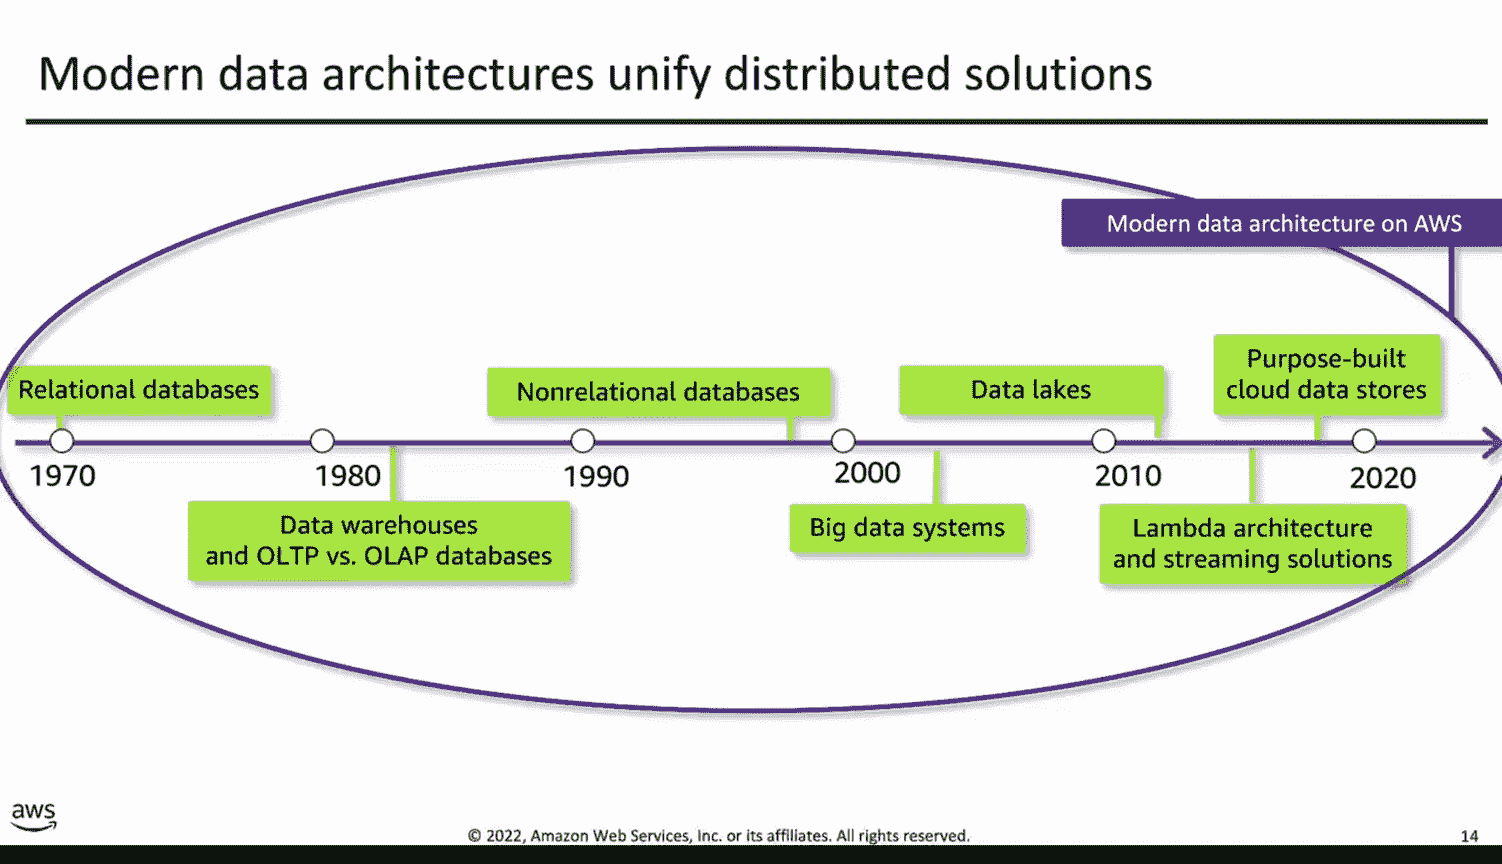 Modern data architectures unify distributed solutions
Modern data architecture on AWS
Relational databases
Nonrelational databases
Data lakes
Purpose-built
cloud data stores
1970
1980
1990
2000
2010
2020
Data warehouses
and OLTP vs. OLAP databases
Big data systems
Lambda architecture
and streaming solutions
aws
© 2022, Amazon Web Services, Inc. or its affiliates. All rights reserved.
14